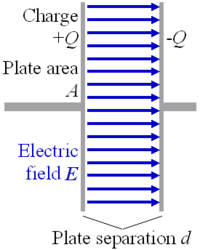 Charge
+Q
-Q
Plate area
A
Electric
field E
Plate separation d